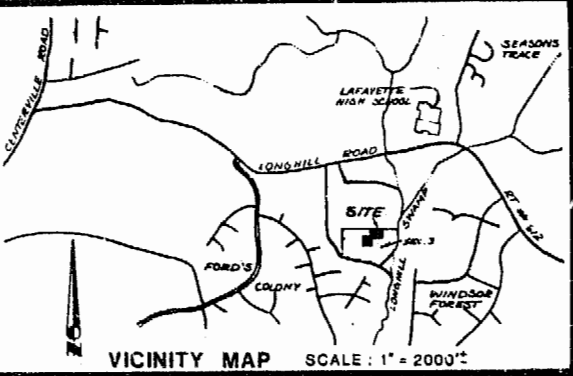 CENTERVILLE ROAD
SEASONS
TRACE
LAFAYETTE
HIGH SCHOOL
LONGHILL ROAD
RT # 612
SITE
SEC. 3
LONGHILL SWAMP
FORD'S
COLONY
WINDSOR
FOREST
N
VICINITY MAP SCALE : 1" = 2000'±